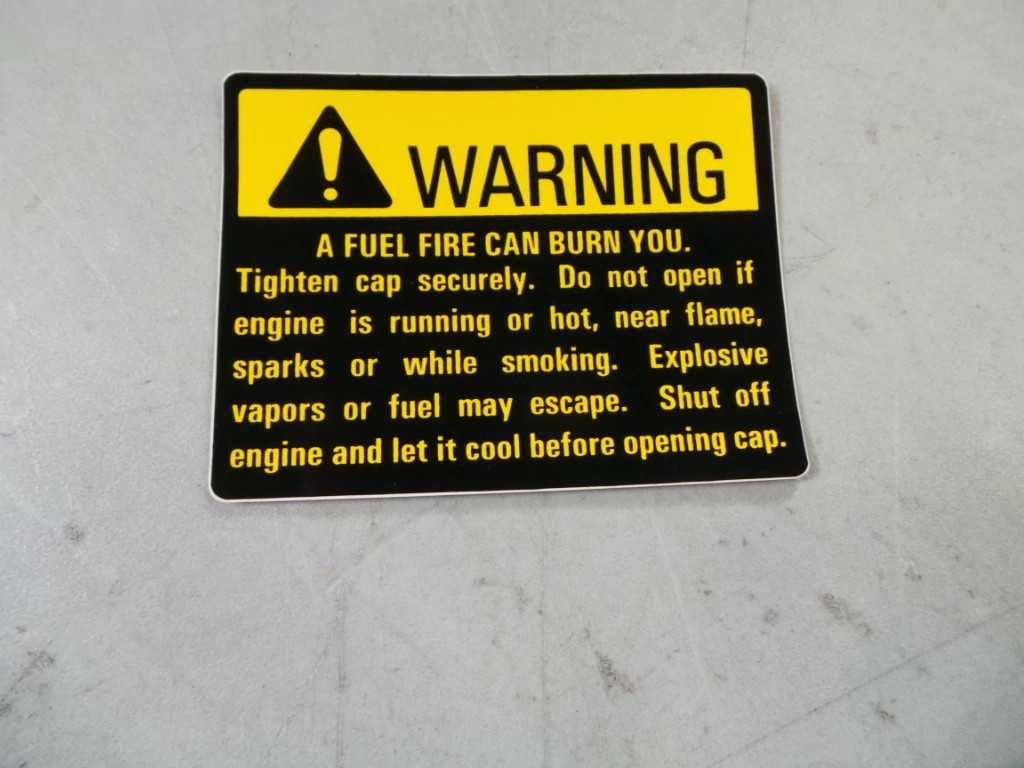 WARNING
A FUEL FIRE CAN BURN YOU.
Tighten cap securely. Do not open if
engine is running or hot, near flame,
sparks or while smoking. Explosive
vapors or fuel may escape. Shut off
engine and let it cool before opening cap.